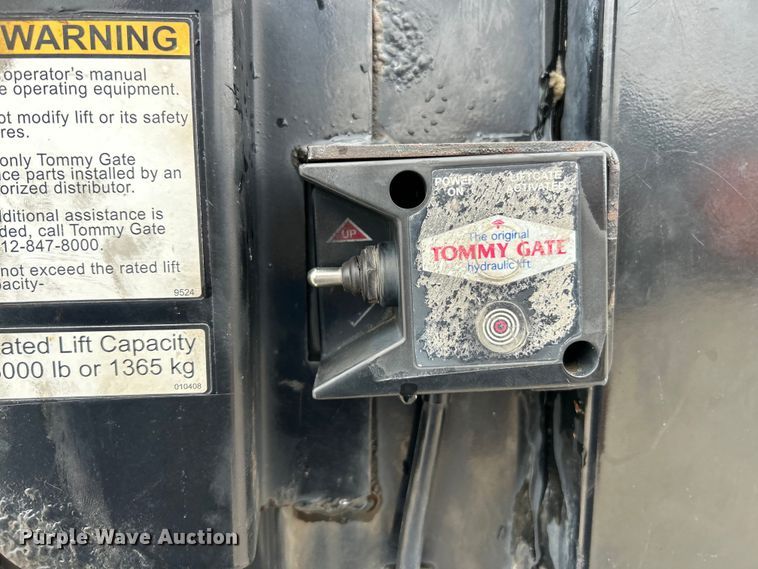 WARNING
operator's manual
e operating equipment.
ot modify lift or its safety
res.
only Tommy Gate
ce parts installed by an
orized distributor.
dditional assistance is
ded, call Tommy Gate
12-847-8000.
not exceed the rated lift
pacity-
9524
ated Lift Capacity
000 lb or 1365 kg
010408
POWER ON
LIFTGATE ACTIVATED
UP
The original
TOMMY GATE
hydraulic lift
Purple Wave Auction